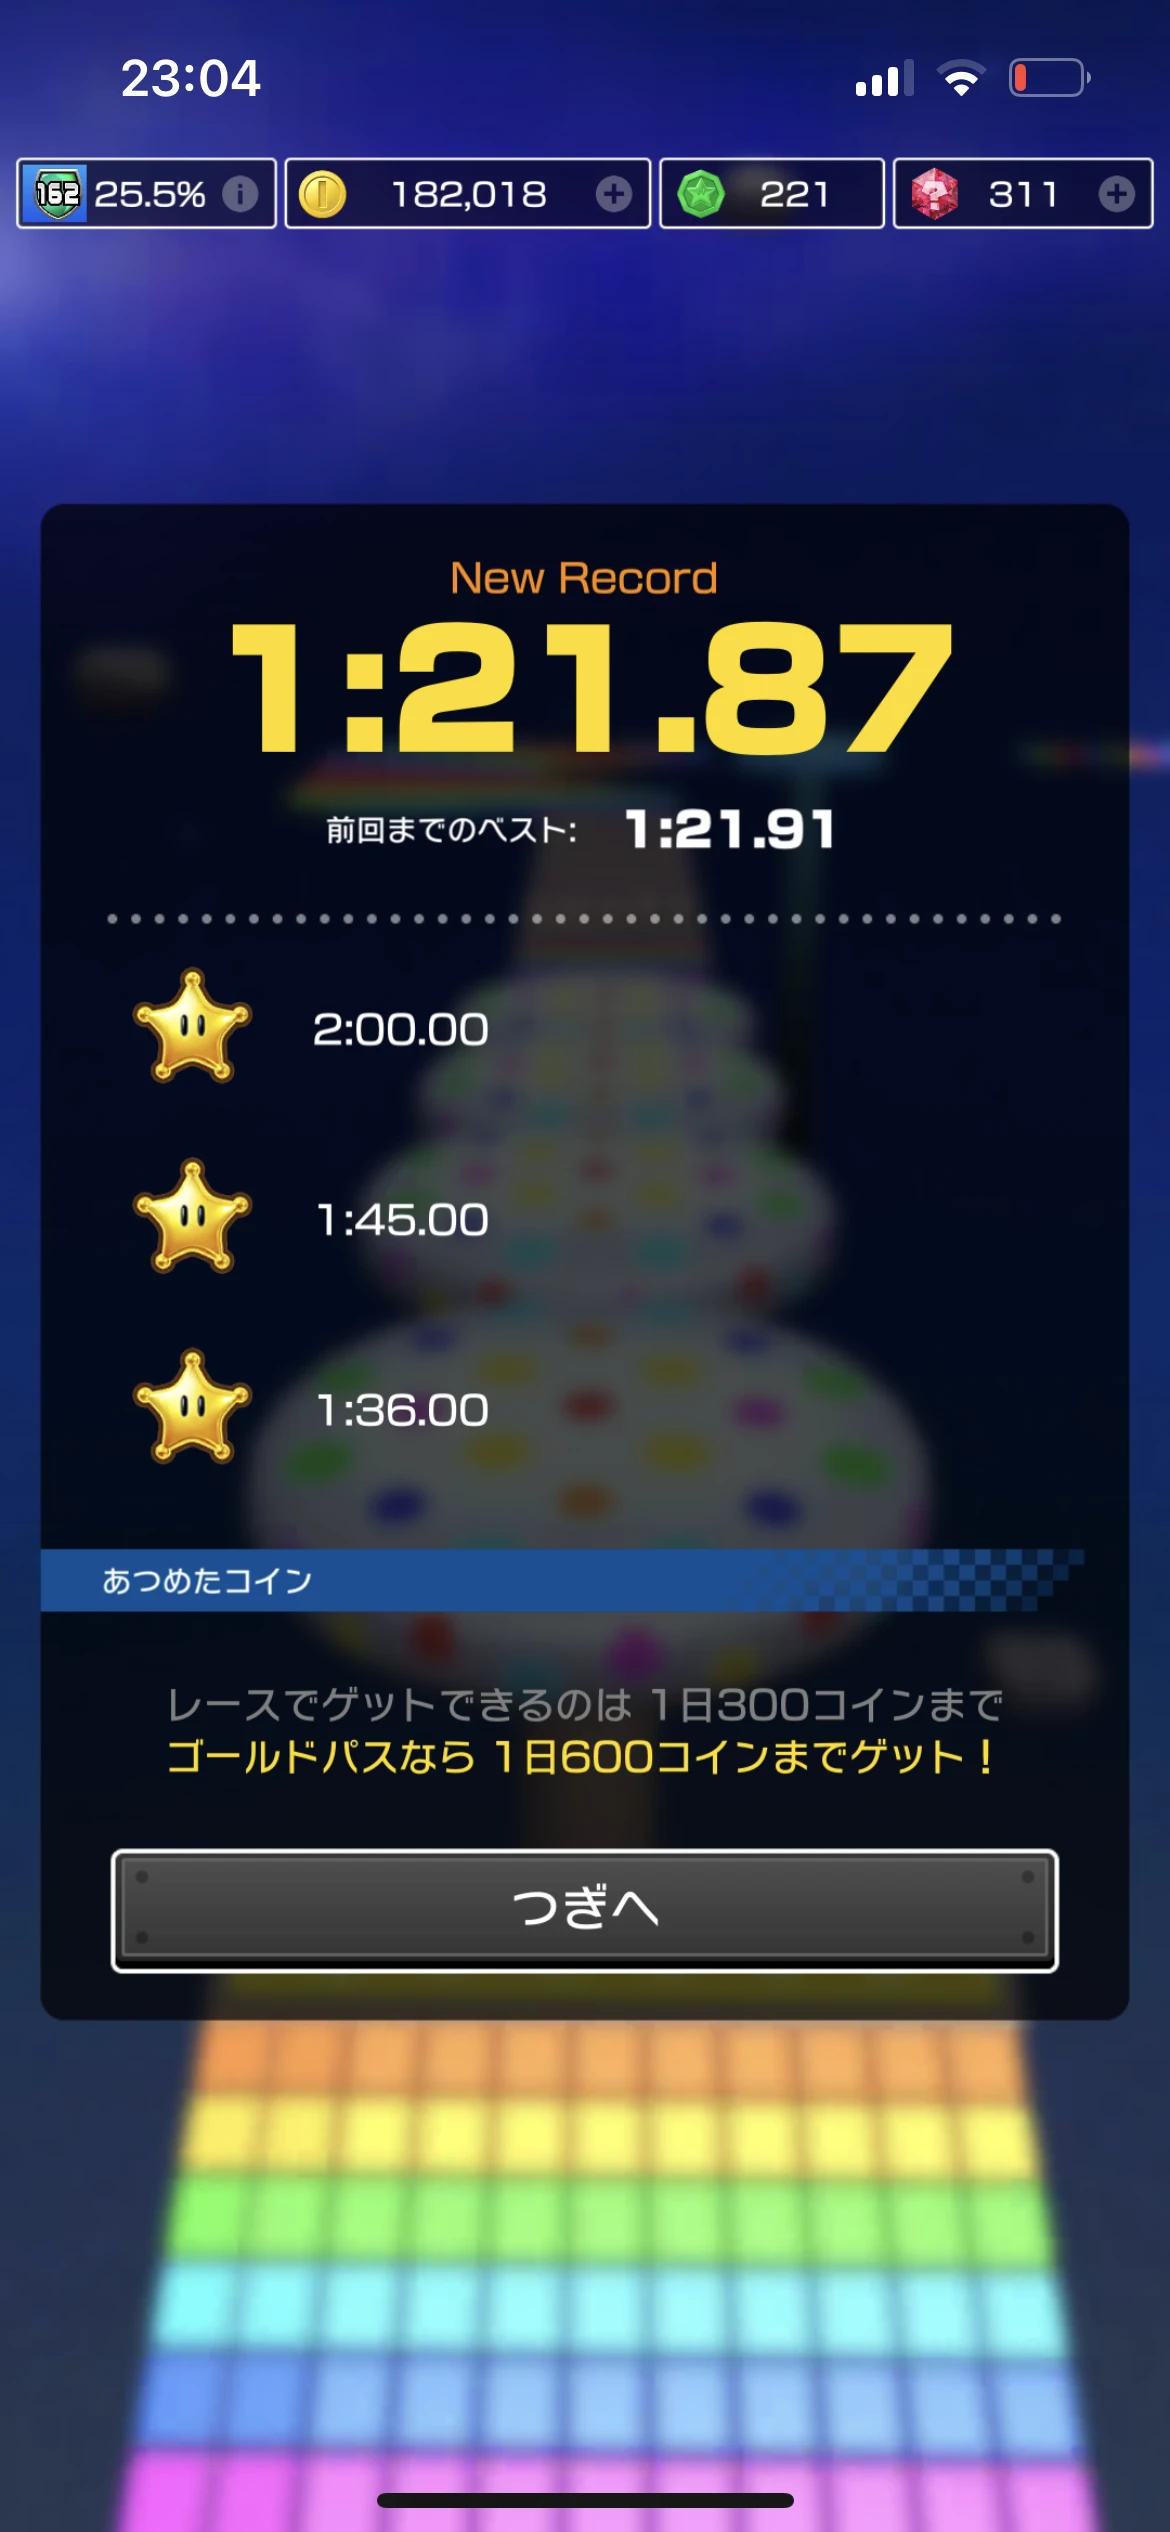 23:04
162 25.5% i 182,018 + 221 311 +
New Record
1:21.87
前回までのベスト: 1:21.91
2:00.00
1:45.00
1:36.00
あつめたコイン
レースでゲットできるのは 1日300コインまで
ゴールドパスなら 1日600コインまでゲット！
つぎへ